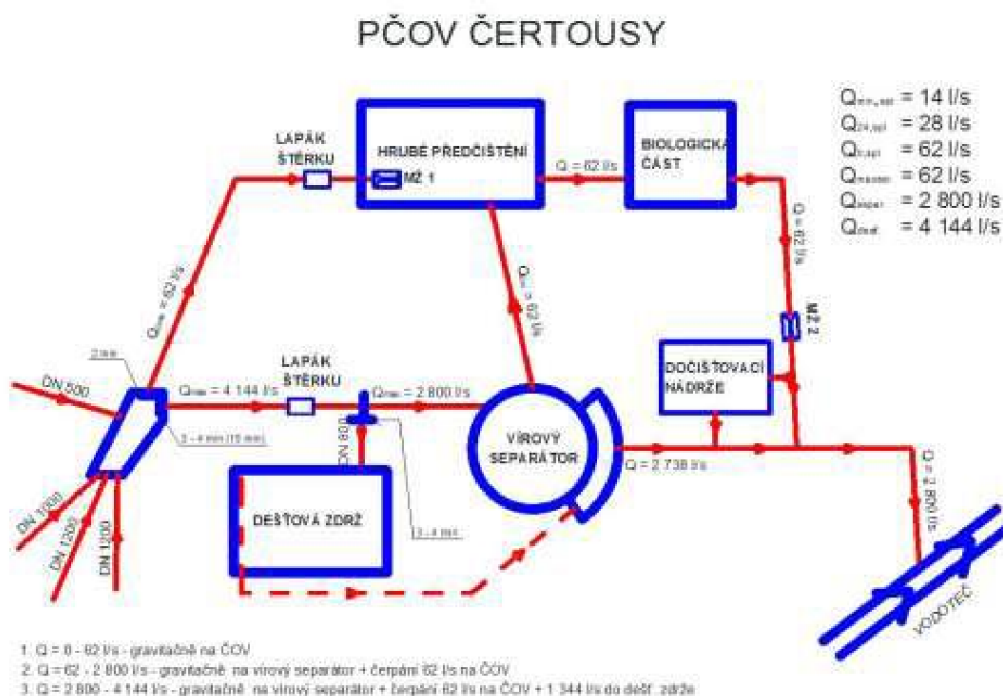 PČOV ČERTOUSY
LAPÁK
ŠTĚRKU
HRUBÉ PŘEDČIŠTĚNÍ
MŽ 1
Q = 62 l/s
BIOLOGICKÁ
ČÁST
= 14 l/s
= 28 l/s
= 62 l/s
= 62 l/s
= 2 800 l/s
= 4 144 l/s
= 62 l/s
= 62 l/s
Q = 62 l/s
MŽ 2
2 mm
DN 500
= 4 144 l/s
LAPÁK
ŠTĚRKU
= 2 800 l/s
DOČIŠŤOVACÍ
NÁDRŽE
DN 800
VÍROVÝ
SEPARÁTOR
Q = 2 738 l/s
Q = 2 800 l/s
DN 1000
DN 1200
DN 1200
DEŠŤOVÁ ZDRŽ
VODOTEČ
1. Q = 0 - 62 l/s - gravitačně na ČOV
2. Q = 62 - 2 800 l/s - gravitačně na vírový separátor + čerpání 62 l/s na ČOV
3. Q = 2 800 - 4 144 l/s - gravitačně na vírový separátor + čerpání 62 l/s na ČOV + 1 344 l/s do dešť. zdrže